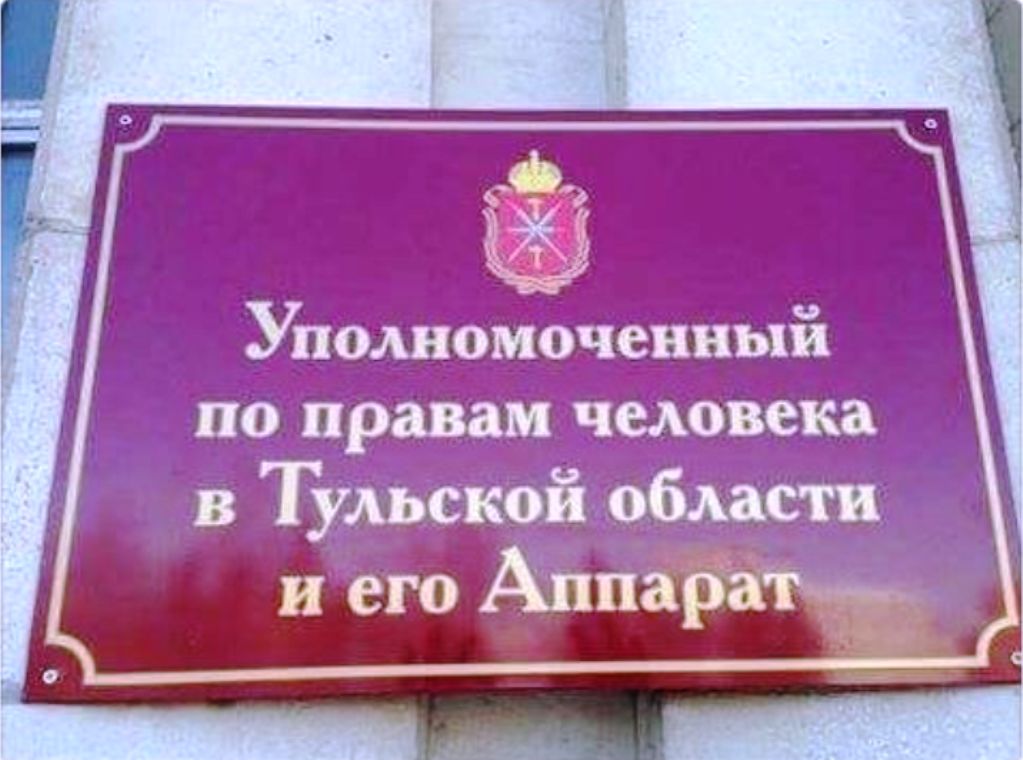 Уполномоченный
по правам человека
в Тульской области
и его Аппарат